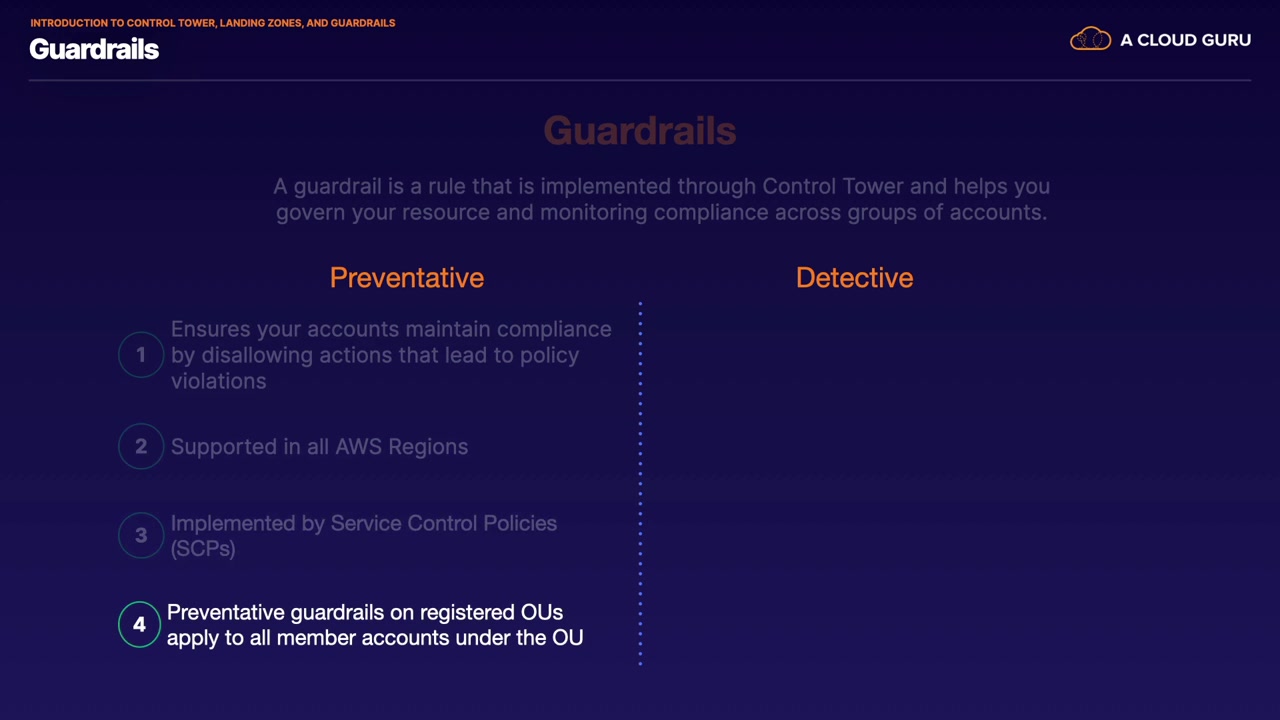 INTRODUCTION TO CONTROL TOWER, LANDING ZONES, AND GUARDRAILS
Guardrails
A CLOUD GURU
Guardrails
A guardrail is a rule that is implemented through Control Tower and helps you
govern your resource and monitoring compliance across groups of accounts.
Preventative
Detective
1
Ensures your accounts maintain compliance
by disallowing actions that lead to policy
violations
2
Supported in all AWS Regions
3
Implemented by Service Control Policies
(SCPs)
4
Preventative guardrails on registered OUs
apply to all member accounts under the OU